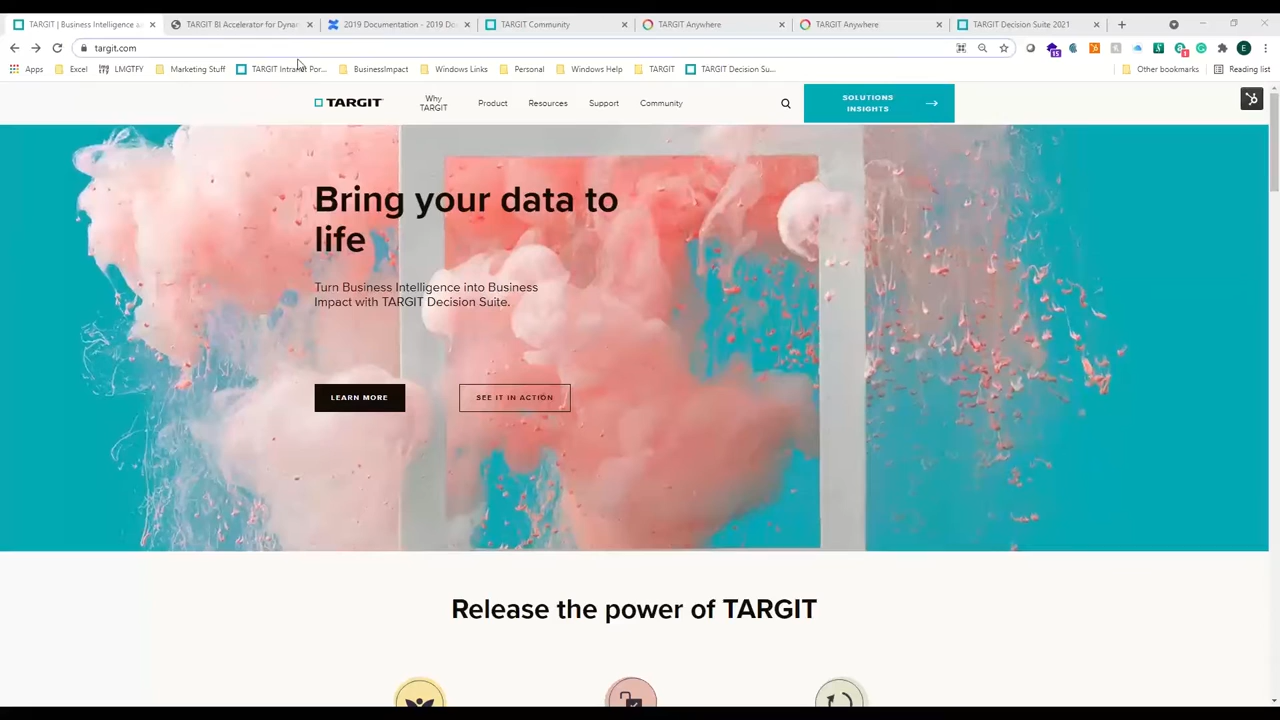 TARGIT | Business Intelligence a
TARGIT BI Accelerator for Dynar
2019 Documentation - 2019 Do
TARGIT Community
TARGIT Anywhere
TARGIT Anywhere
TARGIT Decision Suite 2021
targit.com
15
E
Apps
Excel
LMGTFY
Marketing Stuff
TARGIT Intranet Por...
BusinessImpact
Windows Links
Personal
Windows Help
TARGIT
TARGIT Decision Su...
Other bookmarks
Reading list
TARGIT
Why
TARGIT
Product
Resources
Support
Community
SOLUTIONS
INSIGHTS
Bring your data to
life
Turn Business Intelligence into Business
Impact with TARGIT Decision Suite.
LEARN MORE
SEE IT IN ACTION
Release the power of TARGIT